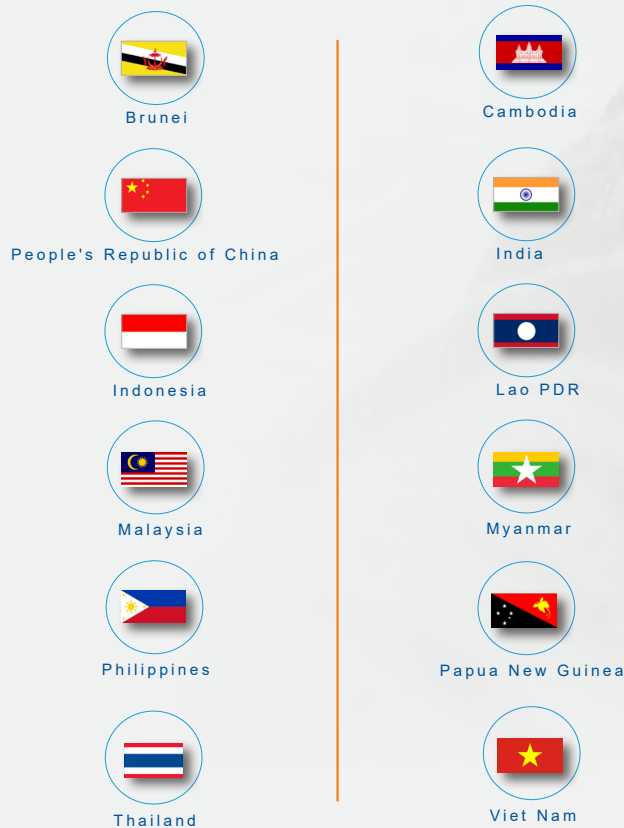 Brunei
Cambodia
People's Republic of China
India
Indonesia
Lao PDR
Malaysia
Myanmar
Philippines
Papua New Guinea
Thailand
Viet Nam